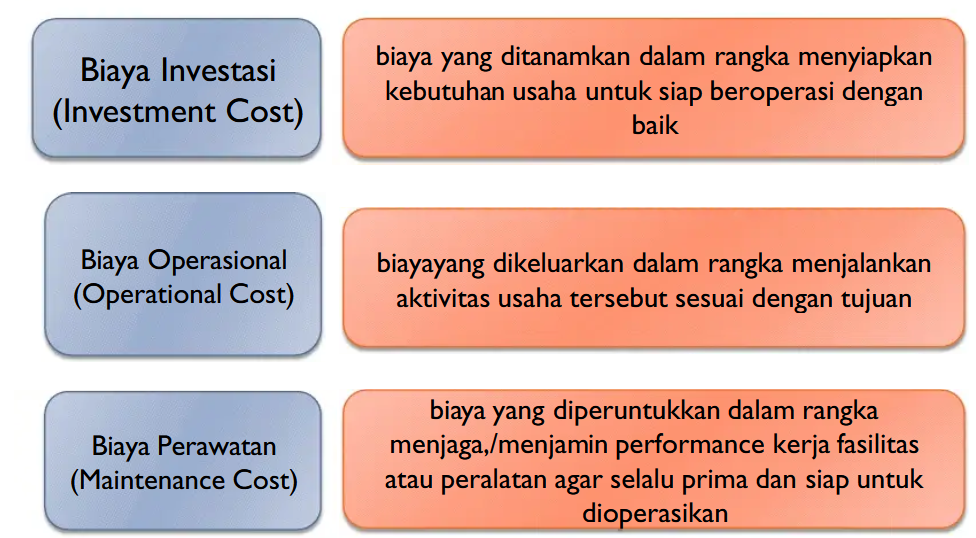 Biaya Investasi
(Investment Cost)
biaya yang ditanamkan dalam rangka menyiapkan
kebutuhan usaha untuk siap beroperasi dengan
baik
Biaya Operasional
(Operational Cost)
biayayang dikeluarkan dalam rangka menjalankan
aktivitas usaha tersebut sesuai dengan tujuan
Biaya Perawatan
(Maintenance Cost)
biaya yang diperuntukkan dalam rangka
menjaga,/menjamin performance kerja fasilitas
atau peralatan agar selalu prima dan siap untuk
dioperasikan